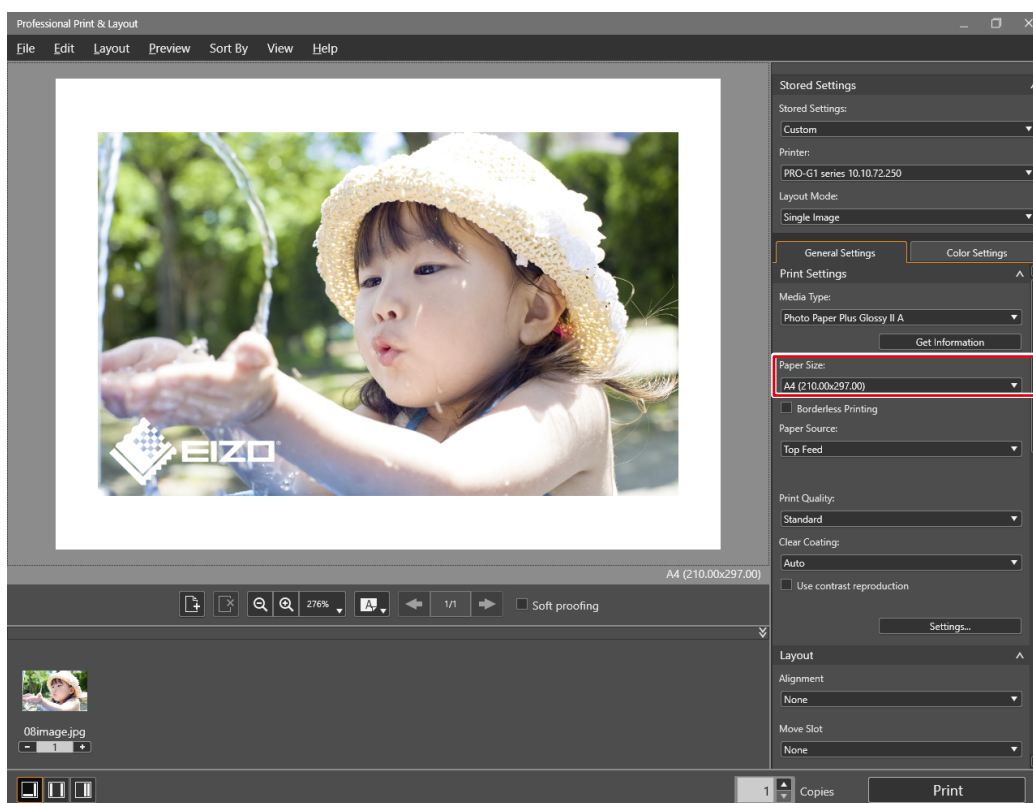 Professional Print & Layout
File Edit Layout Preview Sort By View Help
EIZO
A4 (210.00x297.00)
276% A 1/1 Soft proofing
08image.jpg
- 1 +
Stored Settings
Stored Settings:
Custom
Printer:
PRO-G1 series 10.10.72.250
Layout Mode:
Single Image
General Settings Color Settings
Print Settings
Media Type:
Photo Paper Plus Glossy II A
Get Information
Paper Size:
A4 (210.00x297.00)
Borderless Printing
Paper Source:
Top Feed
Print Quality:
Standard
Clear Coating:
Auto
Use contrast reproduction
Settings...
Layout
Alignment
None
Move Slot
None
1 Copies Print